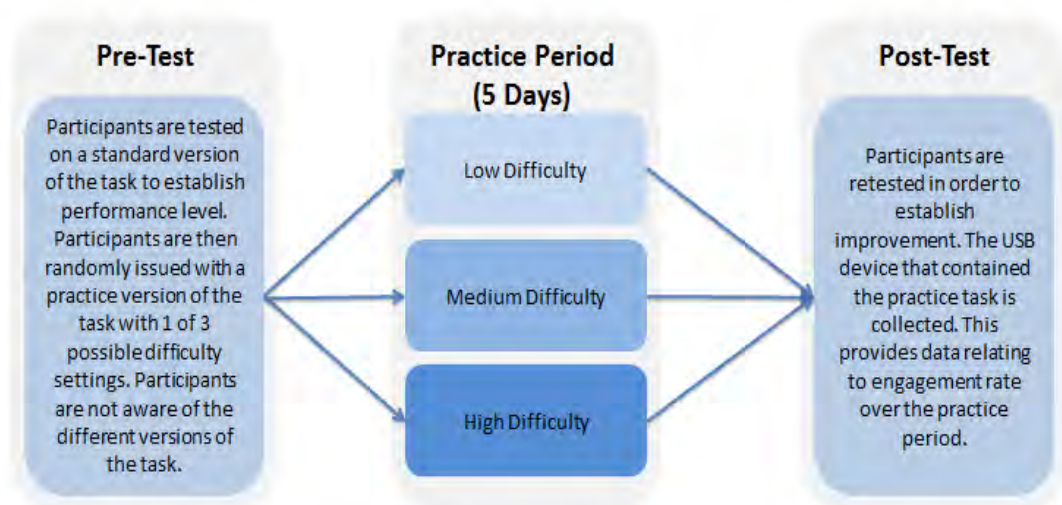 Pre-Test
Participants are tested
on a standard version
of the task to establish
performance level.
Participants are then
randomly issued with a
practice version of the
task with 1 of 3
possible difficulty
settings. Participants
are not aware of the
different versions of
the task.
Practice Period
(5 Days)
Low Difficulty
Medium Difficulty
High Difficulty
Post-Test
Participants are
retested in order to
establish
improvement. The USB
device that contained
the practice task is
collected. This
provides data relating
to engagement rate
over the practice
period.